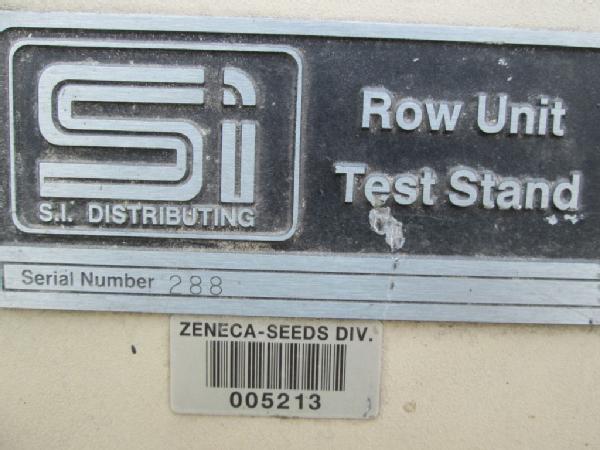 Si
S.I. DISTRIBUTING
Row Unit
Test Stand
Serial Number 288
ZENECA-SEEDS DIV.
005213